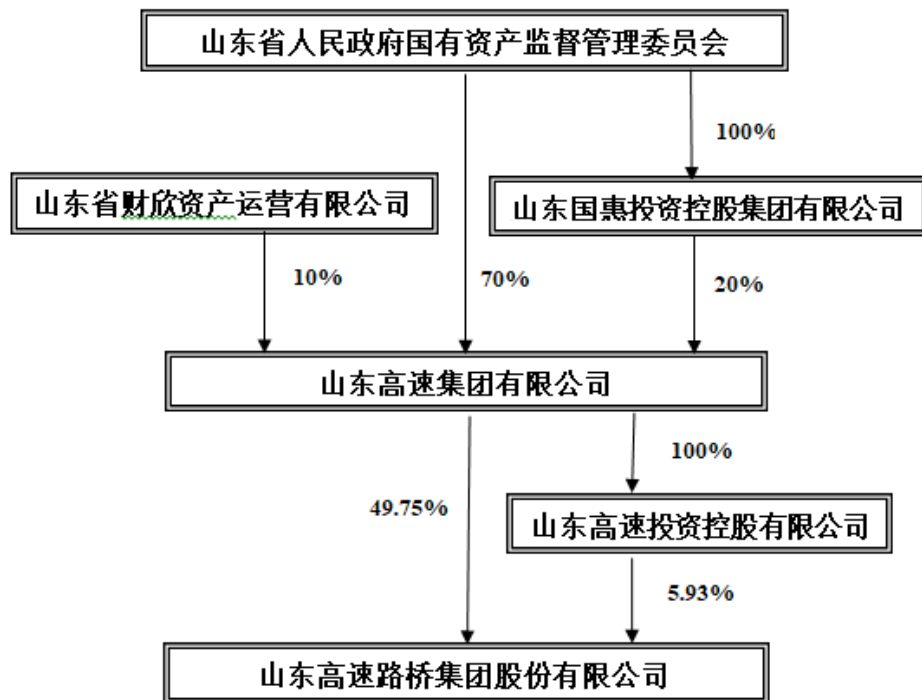 山东省人民政府国有资产监督管理委员会
100%
山东省财欣资产运营有限公司
山东国惠投资控股集团有限公司
10%
70%
20%
山东高速集团有限公司
100%
49.75%
山东高速投资控股有限公司
5.93%
山东高速路桥集团股份有限公司